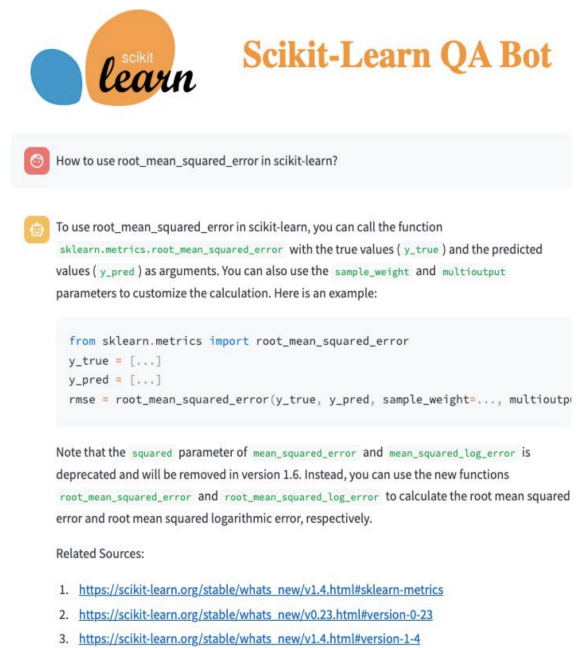 scikit
learn
Scikit-Learn QA Bot
How to use root_mean_squared_error in scikit-learn?
To use root_mean_squared_error in scikit-learn, you can call the function
sklearn.metrics.root_mean_squared_error with the true values ( y_true ) and the predicted
values ( y_pred ) as arguments. You can also use the sample_weight and multioutput
parameters to customize the calculation. Here is an example:
from sklearn.metrics import root_mean_squared_error
y_true = [...]
y_pred = [...]
rmse = root_mean_squared_error(y_true, y_pred, sample_weight=..., multioutp
Note that the squared parameter of mean_squared_error and mean_squared_log_error is
deprecated and will be removed in version 1.6. Instead, you can use the new functions
root_mean_squared_error and root_mean_squared_log_error to calculate the root mean squared
error and root mean squared logarithmic error, respectively.
Related Sources:
1. https://scikit-learn.org/stable/whats_new/v1.4.html#sklearn-metrics
2. https://scikit-learn.org/stable/whats_new/v0.23.html#version-0-23
3. https://scikit-learn.org/stable/whats_new/v1.4.html#version-1-4